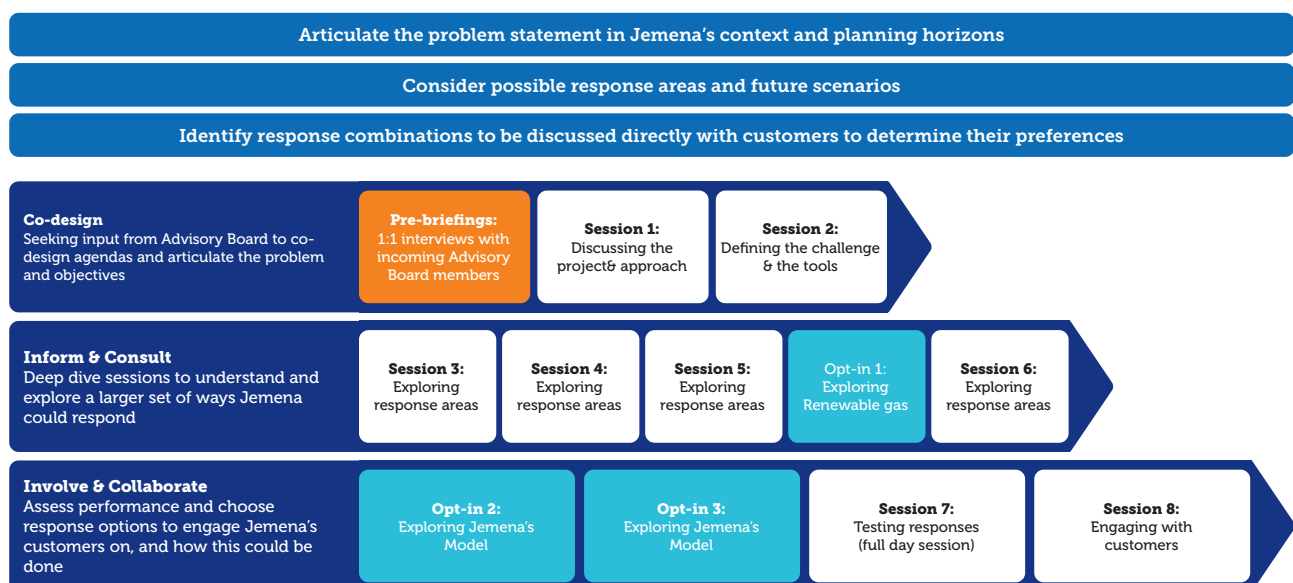 Articulate the problem statement in Jemena's context and planning horizons
Consider possible response areas and future scenarios
Identify response combinations to be discussed directly with customers to determine their preferences
Co-design
Seeking input from Advisory Board to co-
design agendas and articulate the problem
and objectives
Pre-briefings:
1:1 interviews with
incoming Advisory
Board members
Session 1:
Discussing the
project& approach
Session 2:
Defining the challenge
& the tools
Inform & Consult
Deep dive sessions to understand and
explore a larger set of ways Jemena
could respond
Session 3:
Exploring
response areas
Session 4:
Exploring
response areas
Session 5:
Exploring
response areas
Opt-in 1:
Exploring
Renewable gas
Session 6:
Exploring
response areas
Involve & Collaborate
Assess performance and choose
response options to engage Jemena's
customers on, and how this could be
done
Opt-in 2:
Exploring Jemena's
Model
Opt-in 3:
Exploring Jemena's
Model
Session 7:
Testing responses
(full day session)
Session 8:
Engaging with
customers